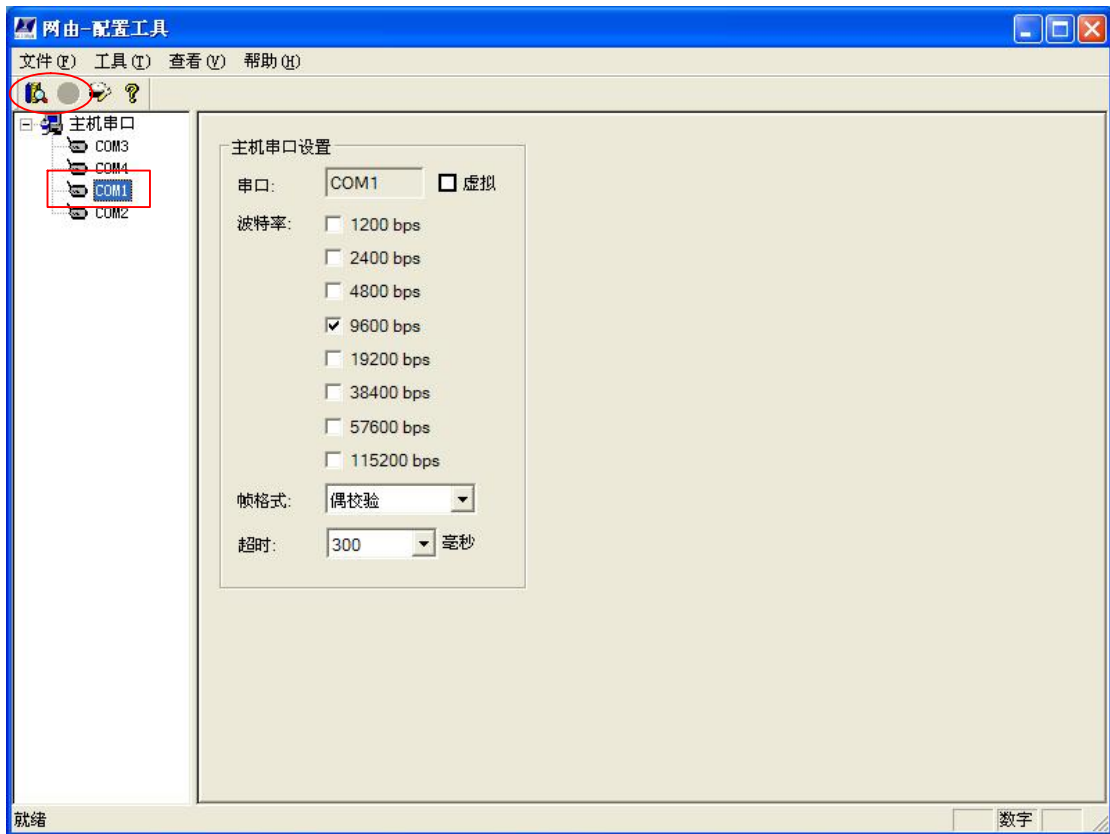 网由-配置工具
文件(F) 工具(T) 查看(V) 帮助(H)
主机串口
COM3
COM4
COM1
COM2
主机串口设置
串口: COM1 虚拟
波特率: 1200 bps
2400 bps
4800 bps
9600 bps
19200 bps
38400 bps
57600 bps
115200 bps
帧格式: 偶校验
超时: 300 毫秒
就绪 数字